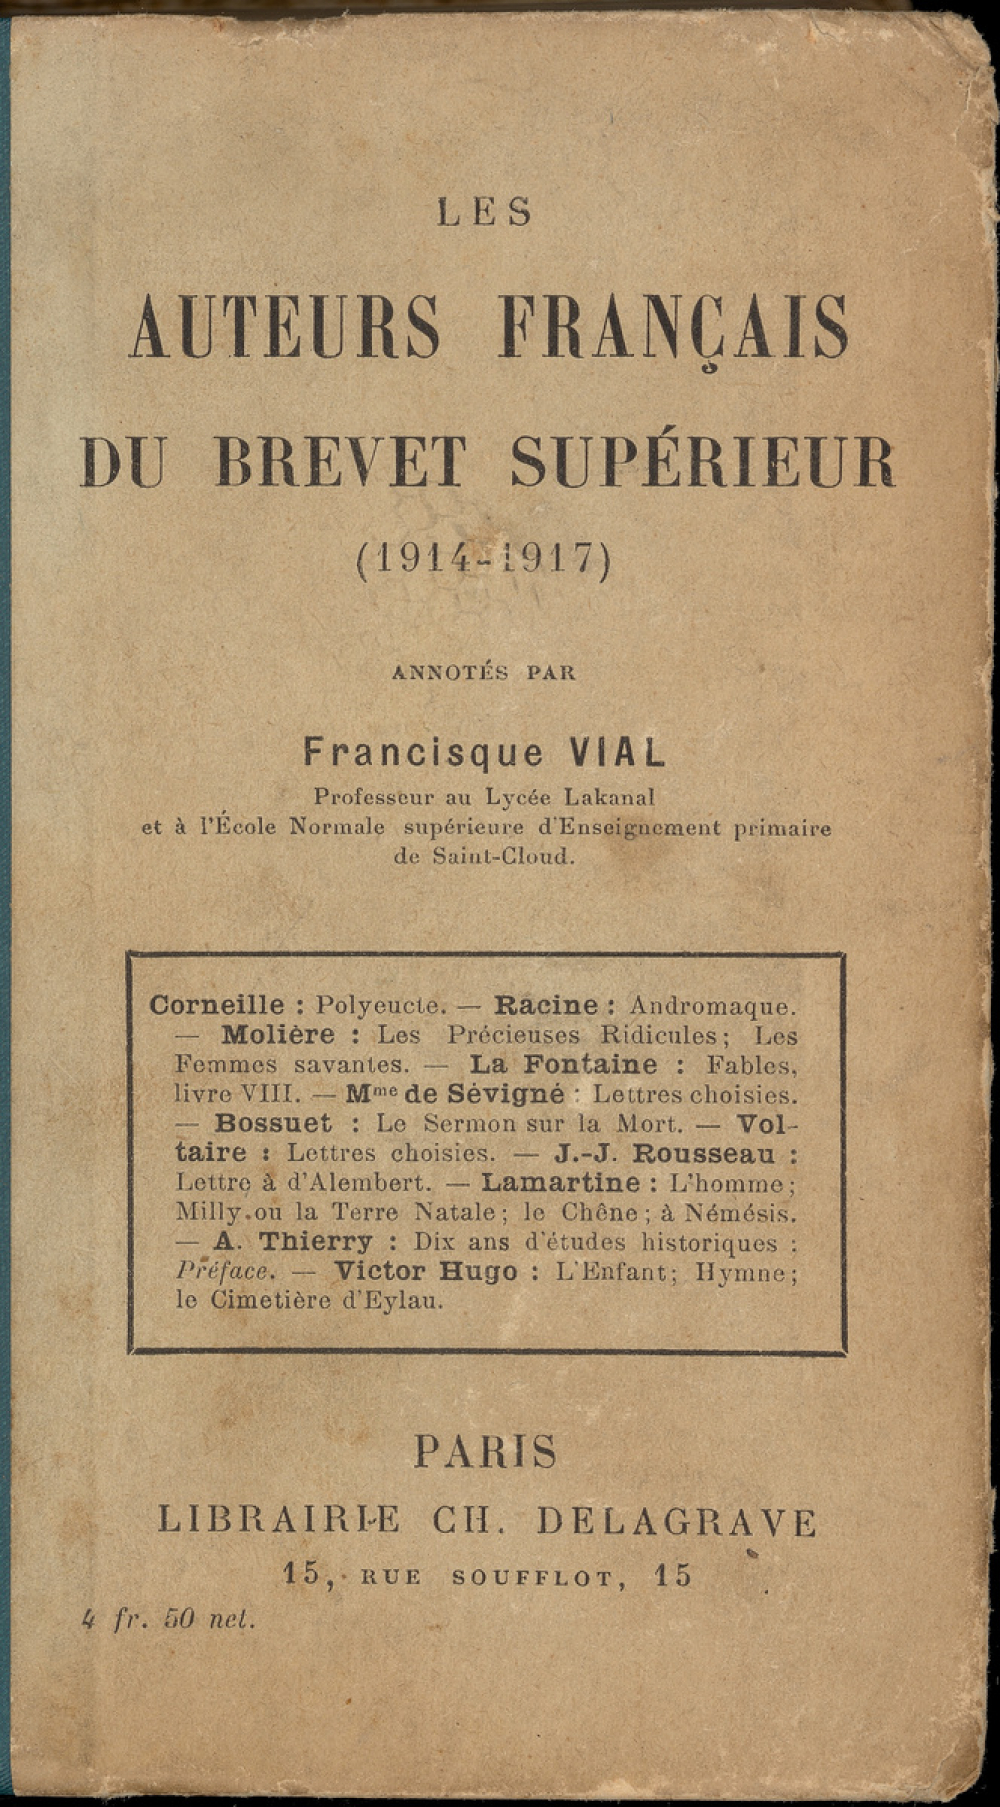 LES
AUTEURS FRANÇAIS
DU BREVET SUPÉRIEUR
(1914-1917)
ANNOTÉS PAR
Francisque VIAL
Professeur au Lycée Lakanal
et à l'École Normale supérieure d'Enseignement primaire
de Saint-Cloud.
Corneille : Polyeucte. — Racine : Andromaque.
— Molière : Les Précieuses Ridicules ; Les
Femmes savantes. — La Fontaine : Fables,
livre VIII. — Mme de Sévigné : Lettres choisies.
— Bossuet : Le Sermon sur la Mort. — Vol-
taire : Lettres choisies. — J.-J. Rousseau :
Lettre à d'Alembert. — Lamartine : L'homme ;
Milly ou la Terre Natale ; le Chêne ; à Némésis.
— A. Thierry : Dix ans d'études historiques :
Préface. — Victor Hugo : L'Enfant ; Hymne ;
le Cimetière d'Eylau.
PARIS
LIBRAIRIE CH. DELAGRAVE
15, RUE SOUFFLOT, 15
4 fr. 50 net.